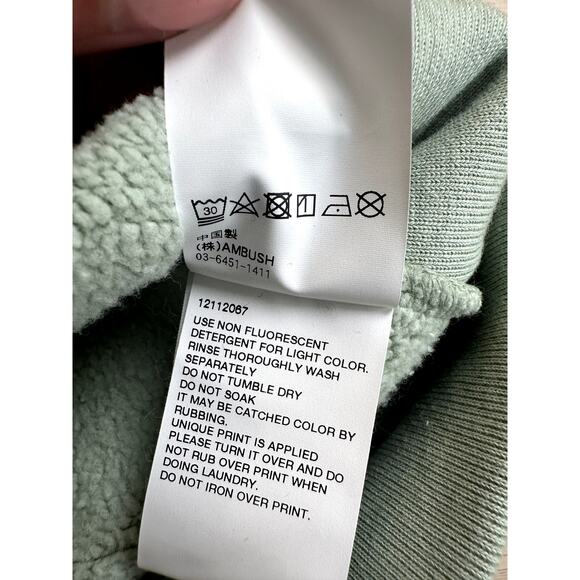 30
中国製
(株)AMBUSH
03-6451-1411
12112067
USE NON FLUORESCENT
DETERGENT FOR LIGHT COLOR.
RINSE THOROUGHLY WASH
SEPARATELY
DO NOT TUMBLE DRY
DO NOT SOAK
IT MAY BE CATCHED COLOR BY
RUBBING.
UNIQUE PRINT IS APPLIED
PLEASE TURN IT OVER AND DO
NOT RUB OVER PRINT WHEN
DOING LAUNDRY.
DO NOT IRON OVER PRINT.